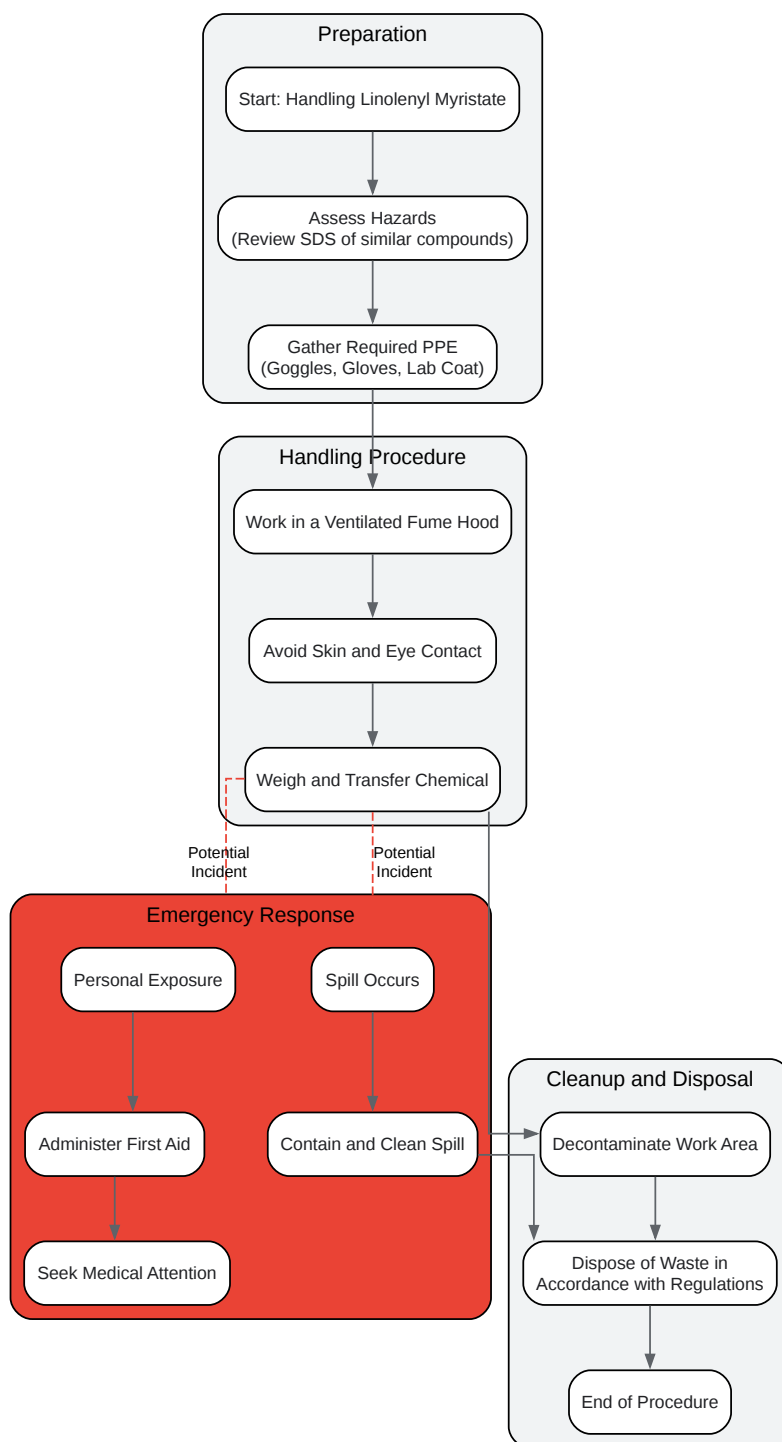 Preparation
Start: Handling Linolenyl Myristate
Assess Hazards
(Review SDS of similar compounds)
Gather Required PPE
(Goggles, Gloves, Lab Coat)
Handling Procedure
Work in a Ventilated Fume Hood
Avoid Skin and Eye Contact
Weigh and Transfer Chemical
Potential
Incident
Potential
Incident
Emergency Response
Personal Exposure
Spill Occurs
Administer First Aid
Contain and Clean Spill
Seek Medical Attention
Cleanup and Disposal
Decontaminate Work Area
Dispose of Waste in
Accordance with Regulations
End of Procedure